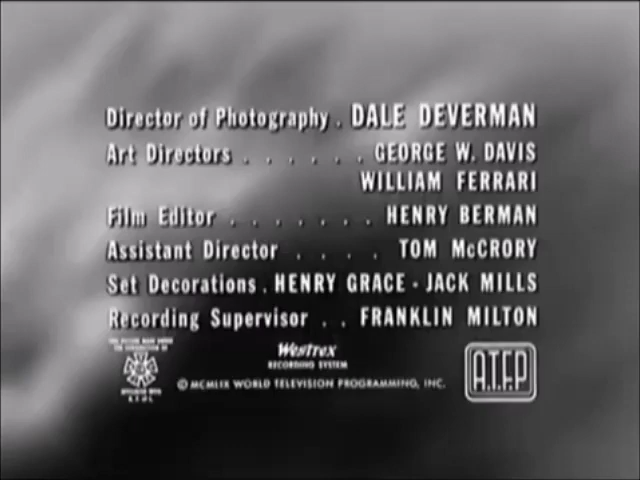 Director of Photography . DALE DEVERMAN
Art Directors . . . . . . GEORGE W. DAVIS
WILLIAM FERRARI
Film Editor . . . . . . . HENRY BERMAN
Assistant Director . . . . TOM McCRORY
Set Decorations . HENRY GRACE - JACK MILLS
Recording Supervisor . . FRANKLIN MILTON
Westrex
RECORDING SYSTEM
A.T.F.P
© MCMLIX WORLD TELEVISION PROGRAMMING, INC.